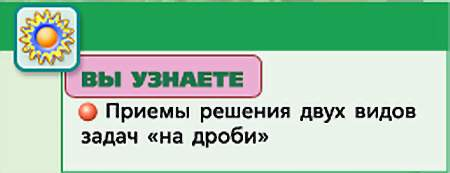 ВЫ УЗНАЕТЕ
Приемы решения двух видов
задач «на дроби»